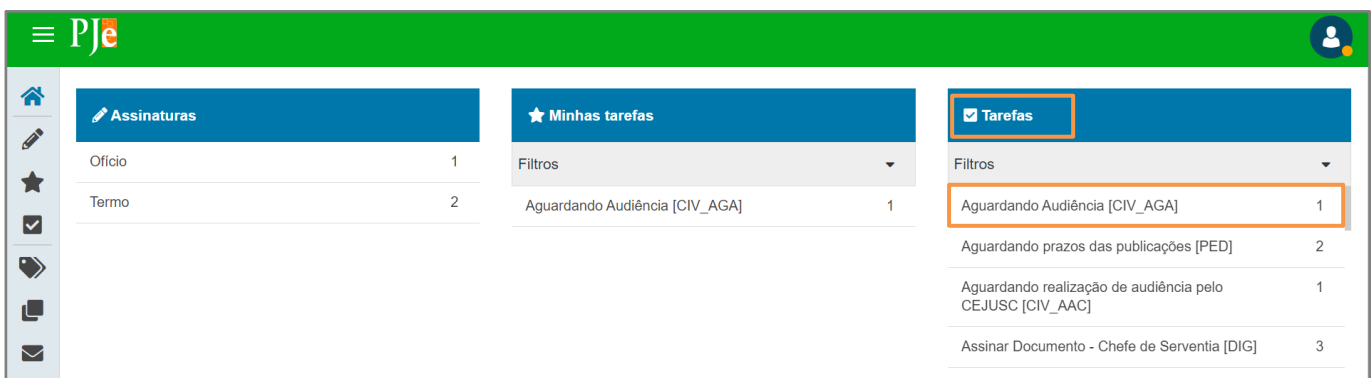 PJe
Assinaturas
Ofício 1
Termo 2
Minhas tarefas
Filtros
Aguardando Audiência [CIV_AGA] 1
Tarefas
Filtros
Aguardando Audiência [CIV_AGA] 1
Aguardando prazos das publicações [PED] 2
Aguardando realização de audiência pelo 1
CEJUSC [CIV_AAC]
Assinar Documento - Chefe de Serventia [DIG] 3